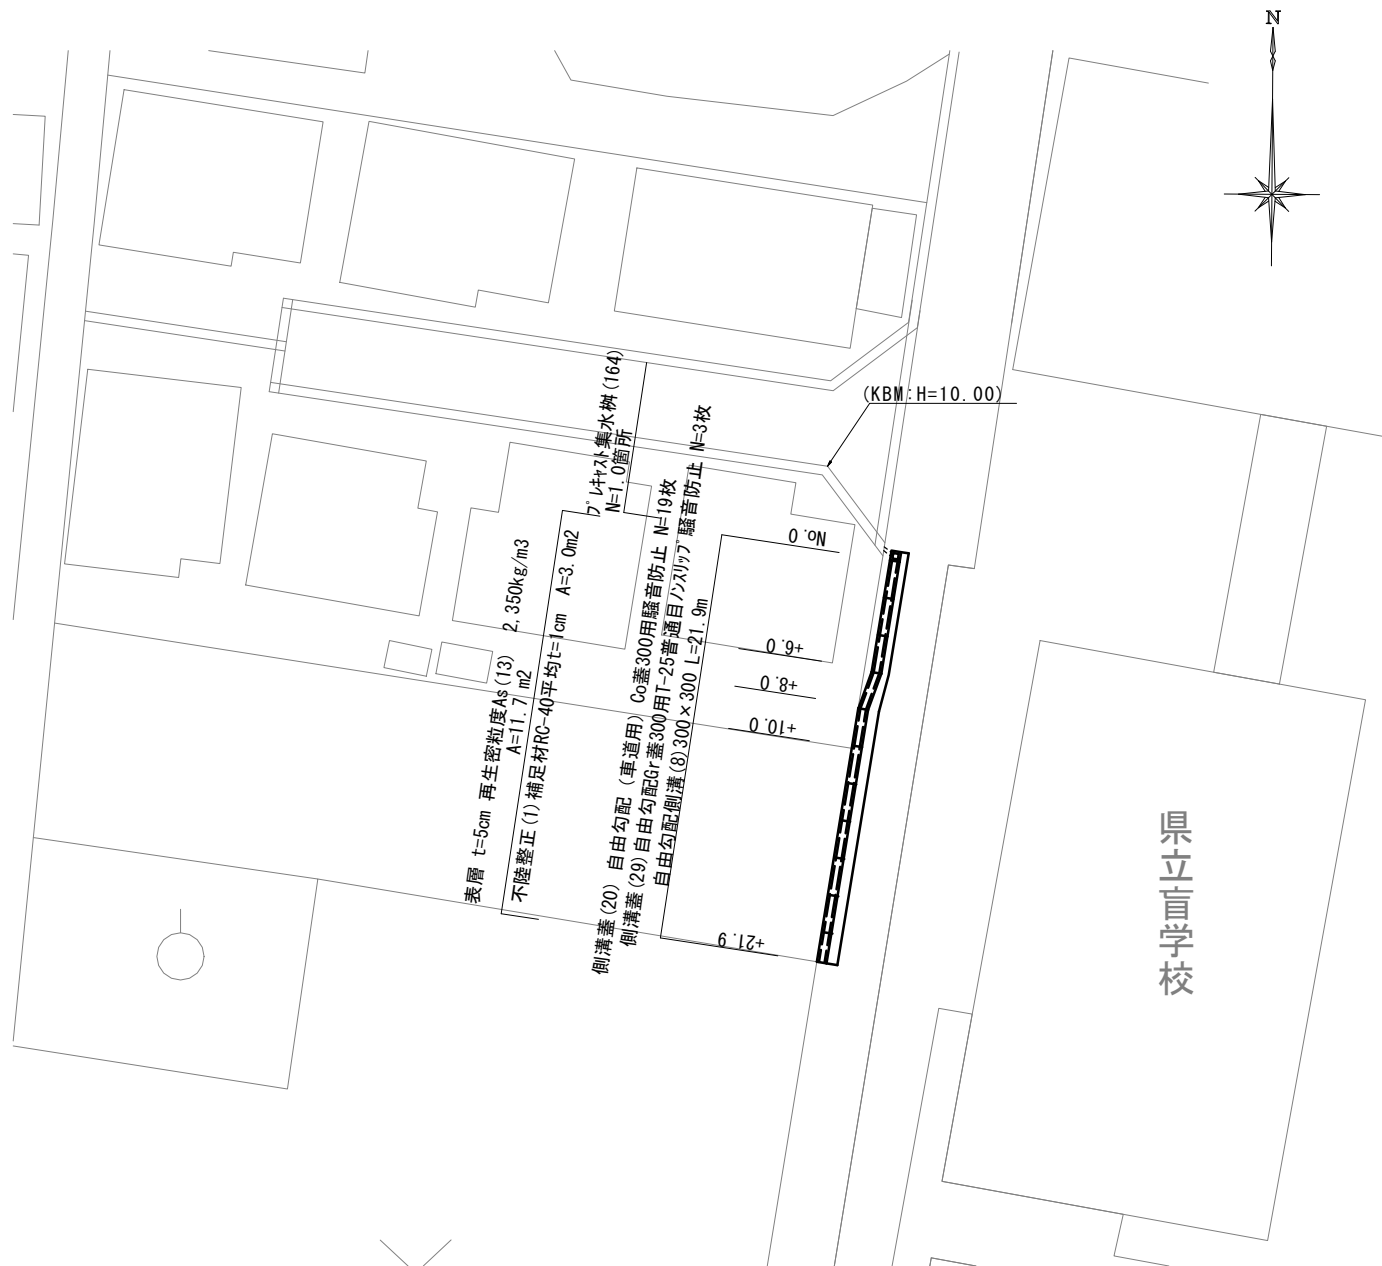 N
(KBM:H=10.00)
プレキャスト集水桝(164)
N=1.0箇所
表層 t=5cm 再生密粒度As(13) 2,350kg/m3
A=11.7 m2
不陸整正(1)補足材RC-40平均t=1cm A=3.0m2
側溝蓋(20) 自由勾配(車道用) Co蓋300用騒音防止 N=19枚
側溝蓋(29)自由勾配Gr蓋300用T-25普通目ノンスリップ騒音防止 N=3枚
自由勾配側溝(8)300×300 L=21.9m
No.0
+6.0
+8.0
+10.0
+21.9
県立盲学校